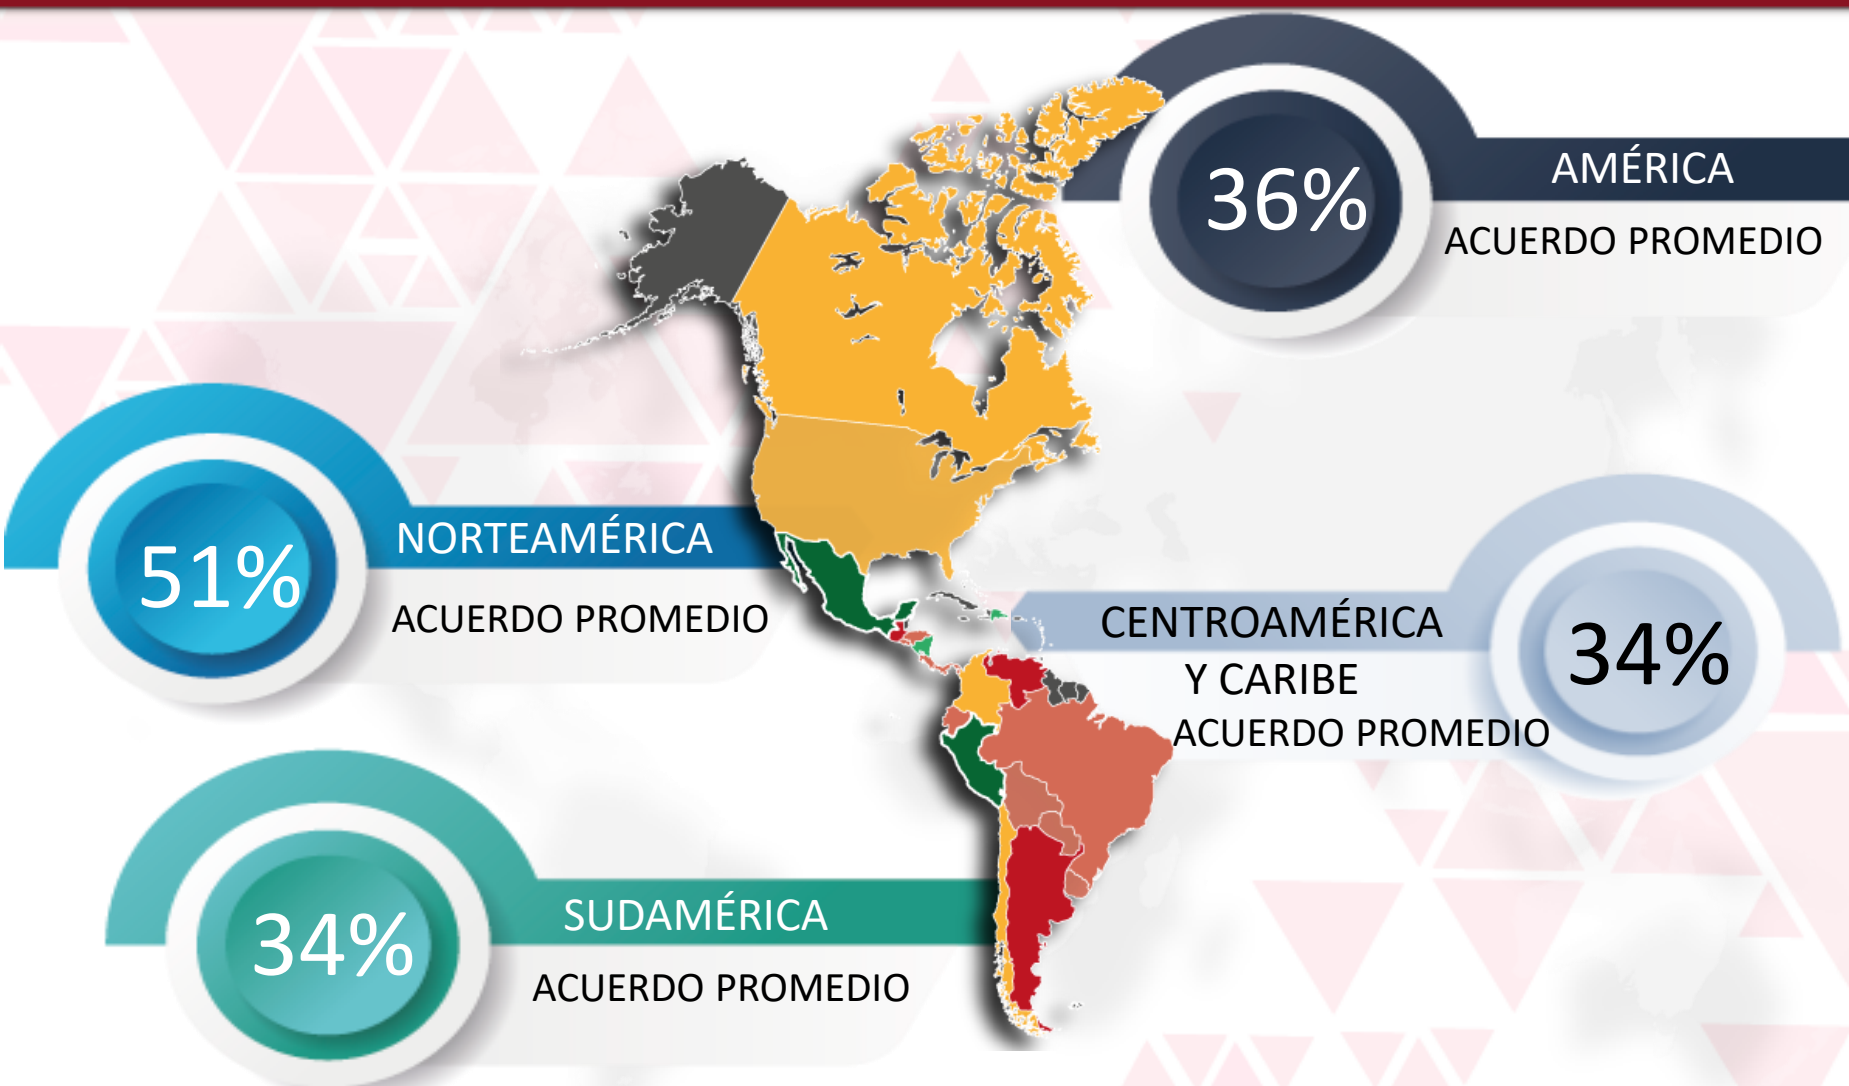 36%
AMÉRICA
ACUERDO PROMEDIO
51%
NORTEAMÉRICA
ACUERDO PROMEDIO
CENTROAMÉRICA
Y CARIBE
ACUERDO PROMEDIO
34%
34%
SUDAMÉRICA
ACUERDO PROMEDIO